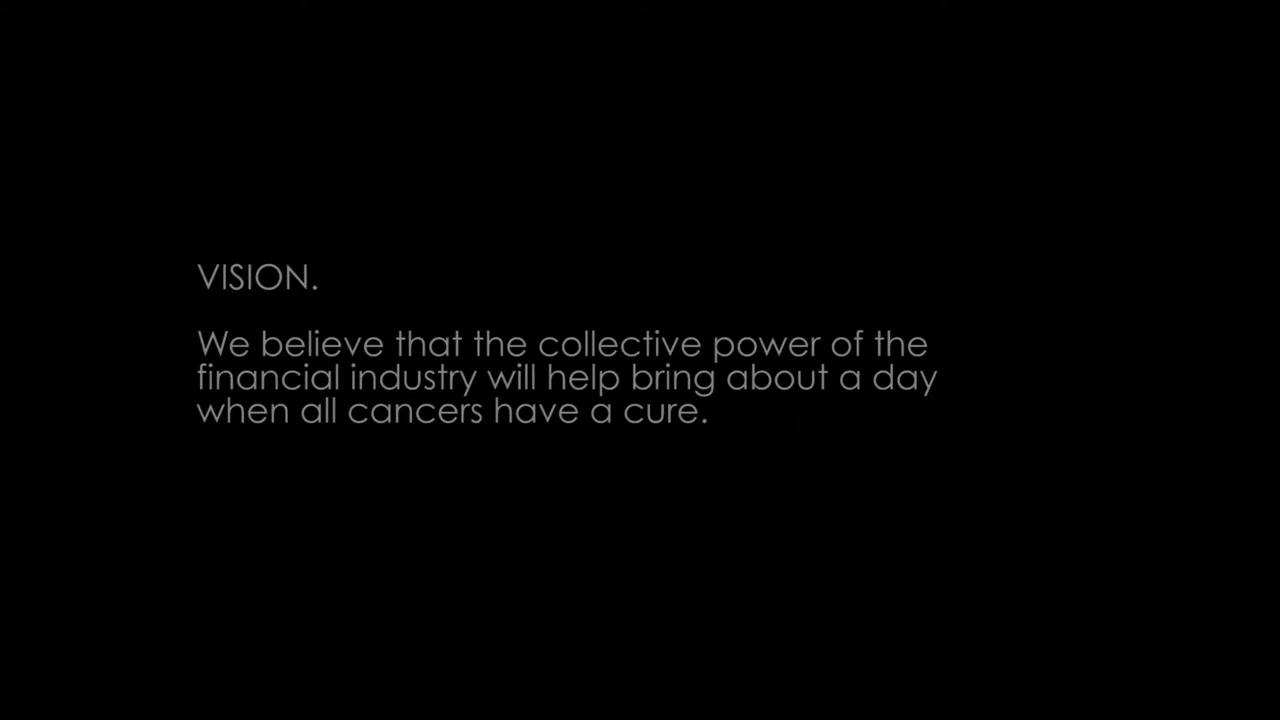 VISION.
We believe that the collective power of the
financial industry will help bring about a day
when all cancers have a cure.